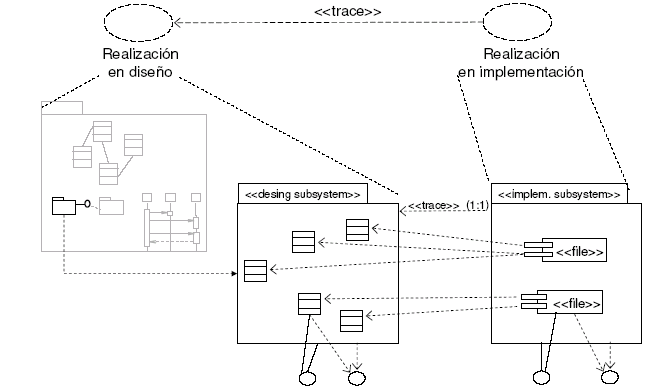 <<trace>>
Realización
en diseño
Realización
en implementación
<<desing subsystem>>
<<trace>> (1:1)
<<implem. subsystem>>
<<file>>
<<file>>